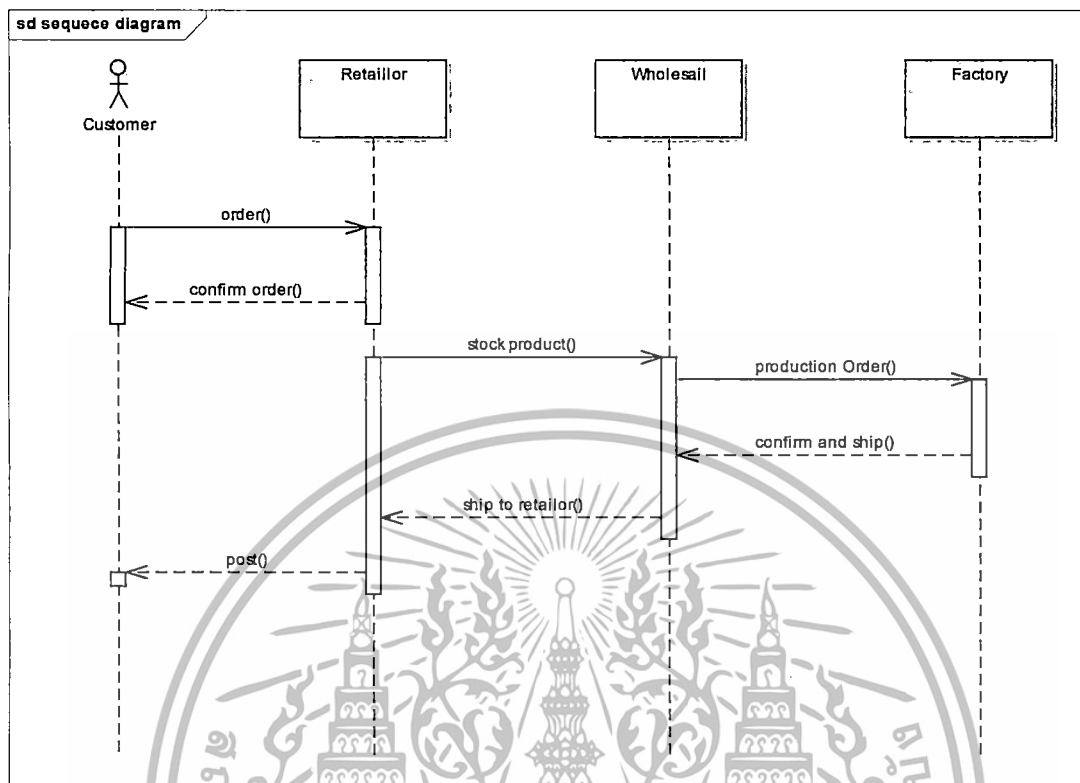 sd sequece diagram
Customer
Retaillor
Wholesail
Factory
order()
confirm order()
stock product()
production Order()
confirm and ship()
ship to retailor()
post()